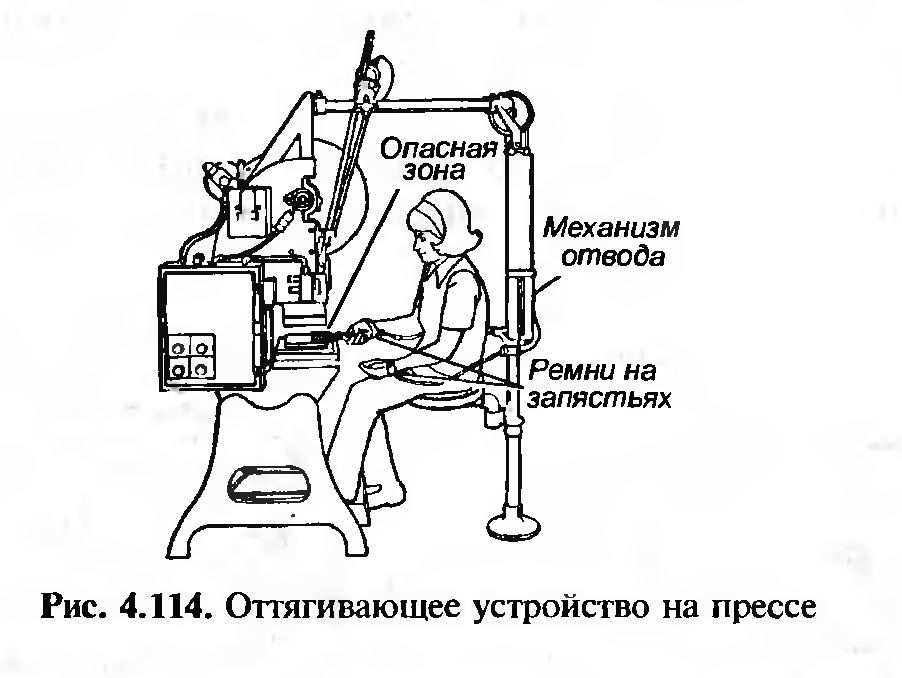 Опасная
зона
Механизм
отвода
Ремни на
запястьях
Рис. 4.114. Оттягивающее устройство на прессе